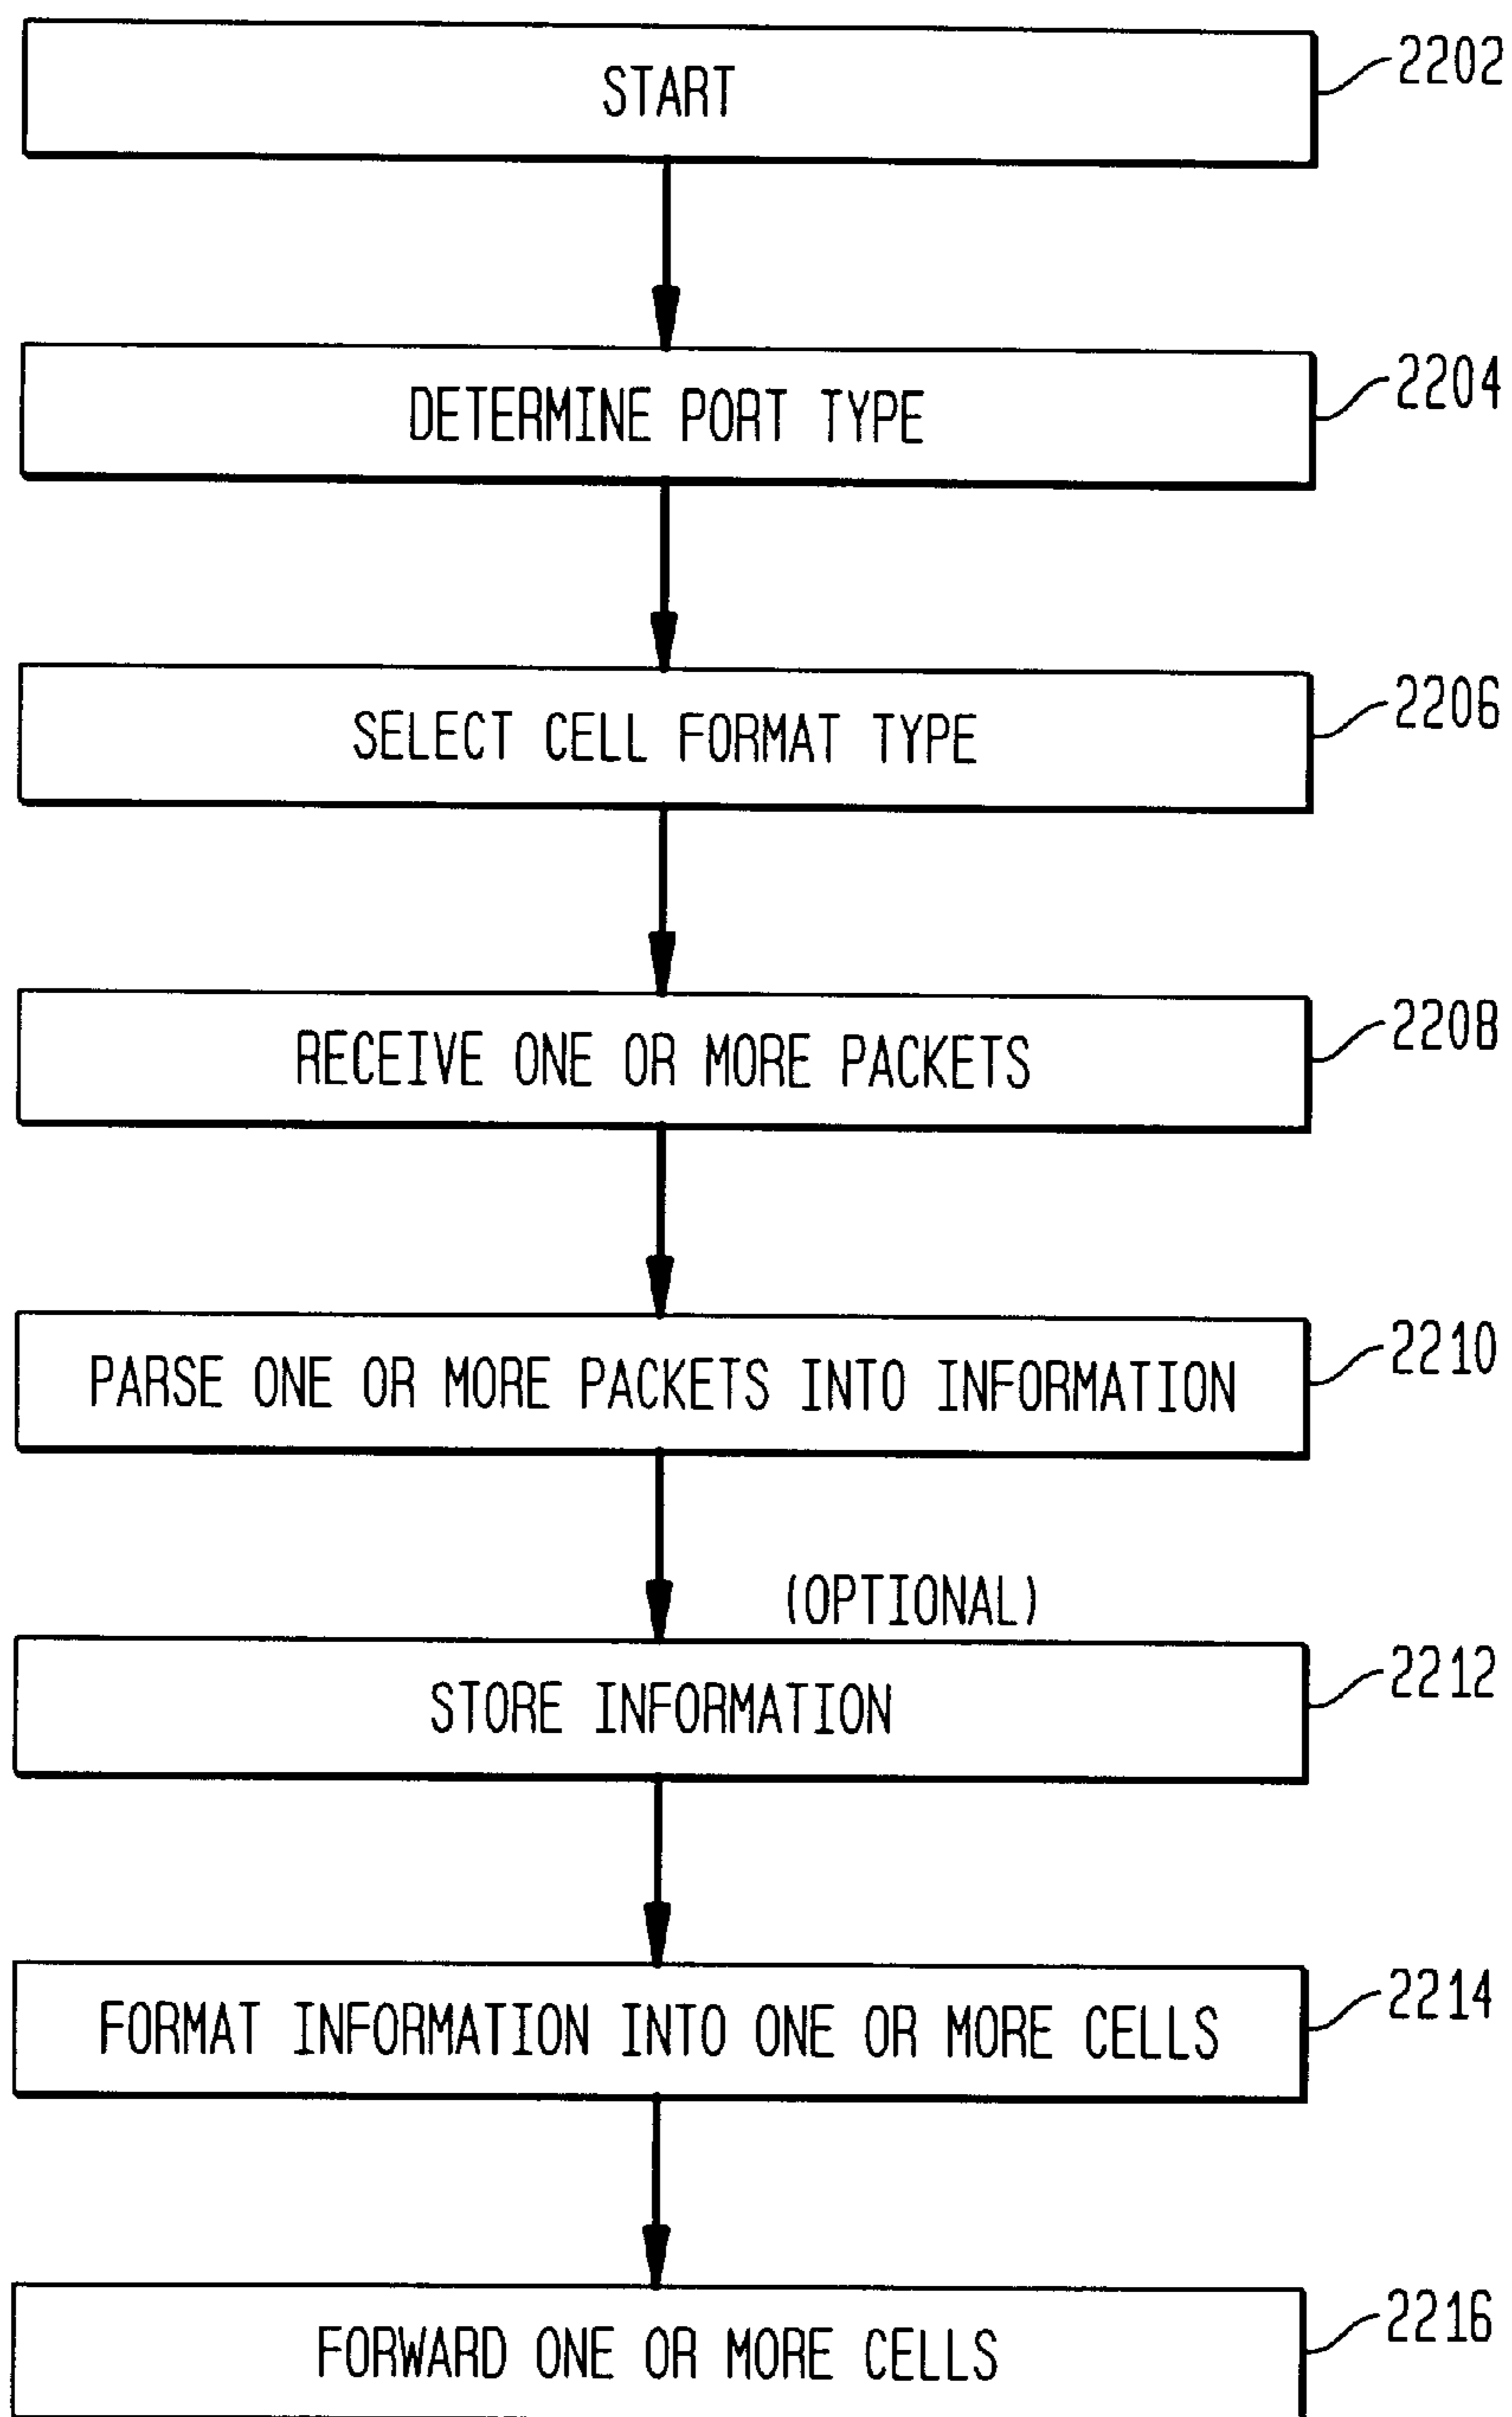 START
2202
DETERMINE PORT TYPE
2204
SELECT CELL FORMAT TYPE
2206
RECEIVE ONE OR MORE PACKETS
2208
PARSE ONE OR MORE PACKETS INTO INFORMATION
2210
(OPTIONAL)
STORE INFORMATION
2212
FORMAT INFORMATION INTO ONE OR MORE CELLS
2214
FORWARD ONE OR MORE CELLS
2216